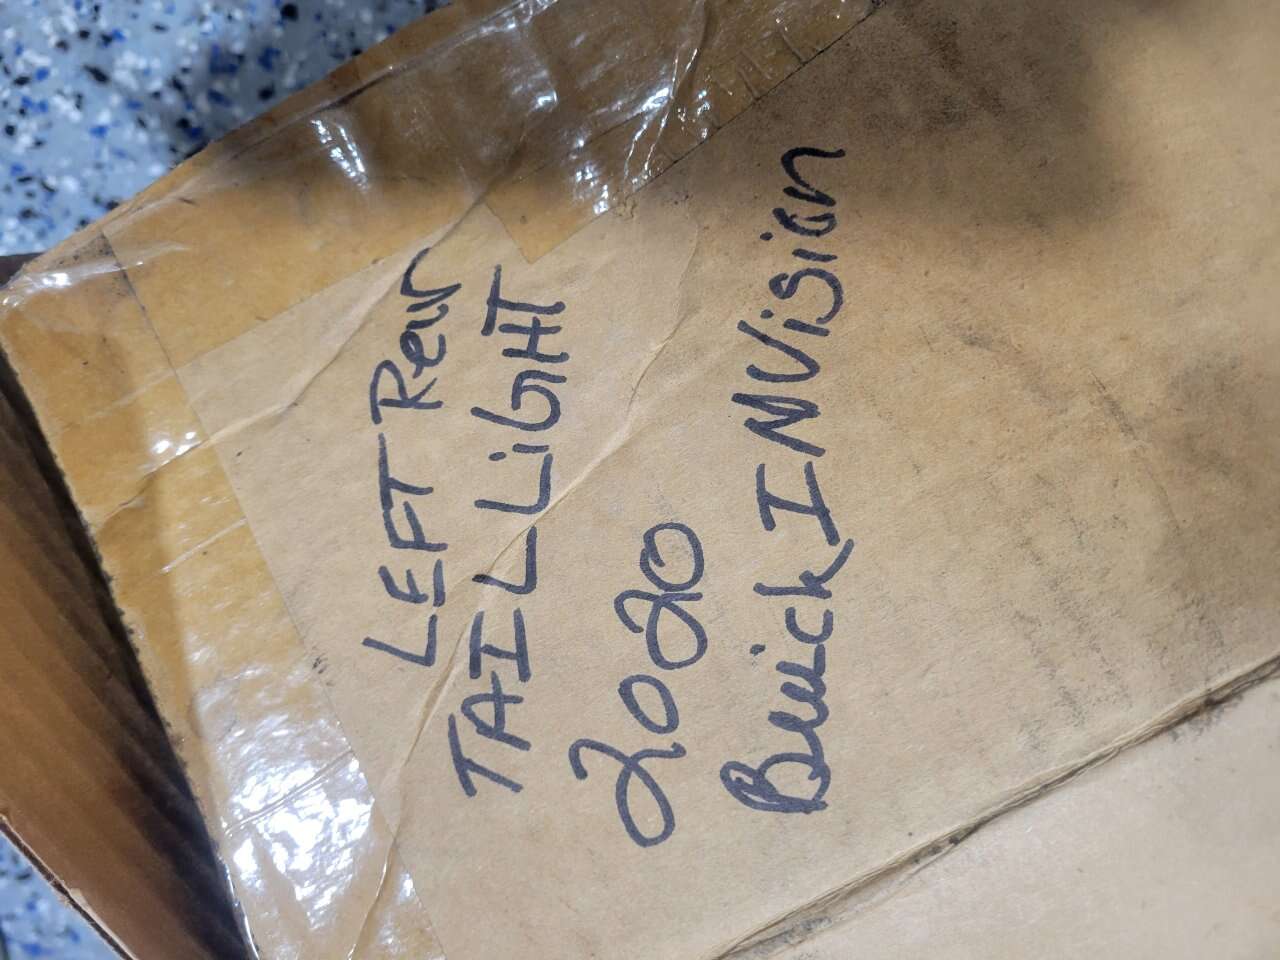 LEFT Rear
TAIL LiGHT
2020
Buick INVision